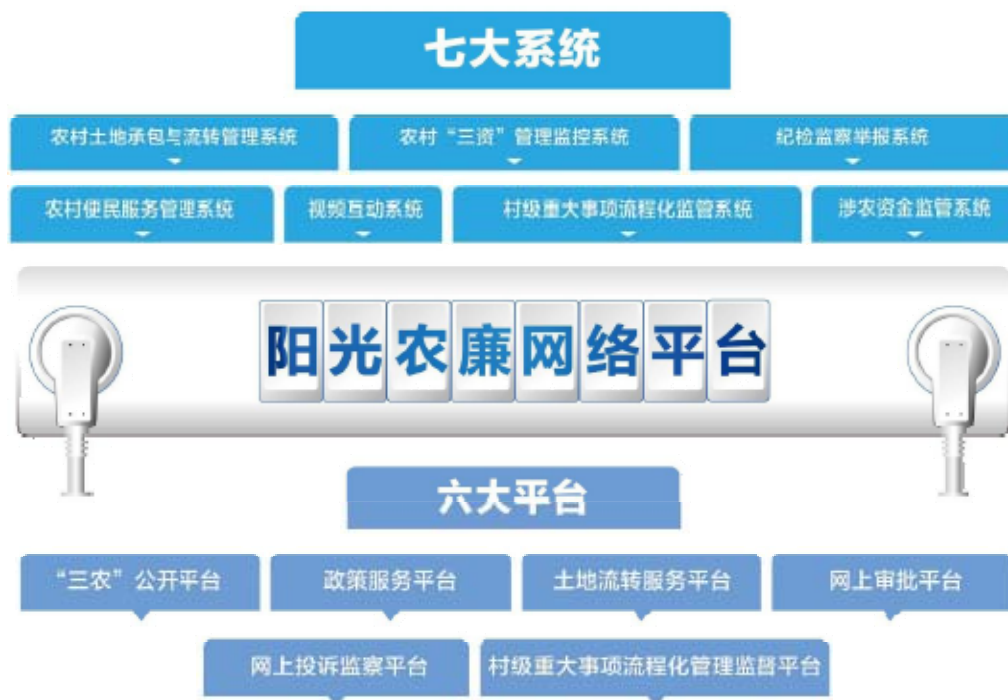 七大系统
农村土地承包与流转管理系统 农村“三资”管理监控系统 纪检监察举报系统
农村便民服务管理系统 视频互动系统 村级重大事项流程化监管系统 涉农资金监管系统
阳光农廉网络平台
六大平台
“三农”公开平台 政策服务平台 土地流转服务平台 网上审批平台
网上投诉监察平台 村级重大事项流程化管理监督平台